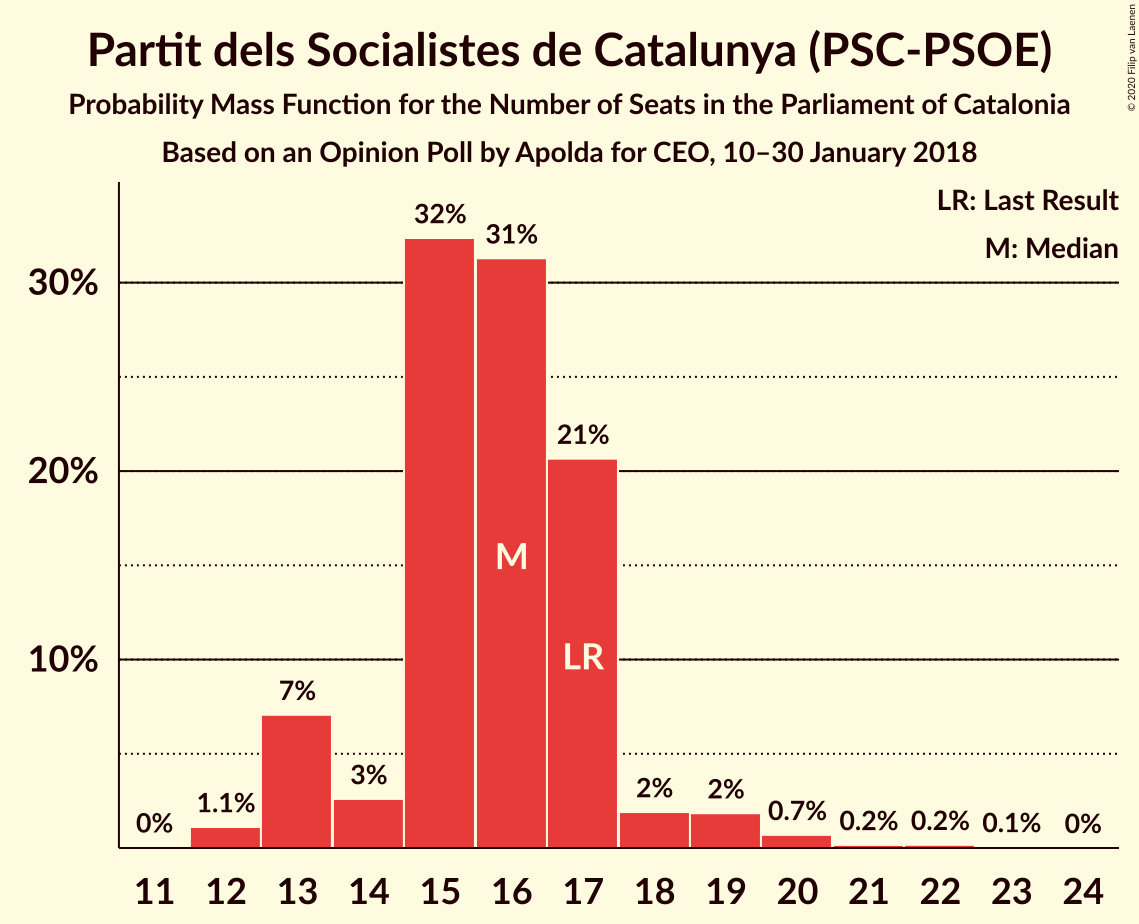 Partit dels Socialistes de Catalunya (PSC-PSOE)
Probability Mass Function for the Number of Seats in the Parliament of Catalonia
Based on an Opinion Poll by Apolda for CEO, 10–30 January 2018
© 2020 Filip van Laenen
LR: Last Result
M: Median
30%
20%
10%
0%
1.1%
7%
3%
32%
31%
21%
2%
2%
0.7%
0.2%
0.2%
0.1%
0%
M
LR
11 12 13 14 15 16 17 18 19 20 21 22 23 24